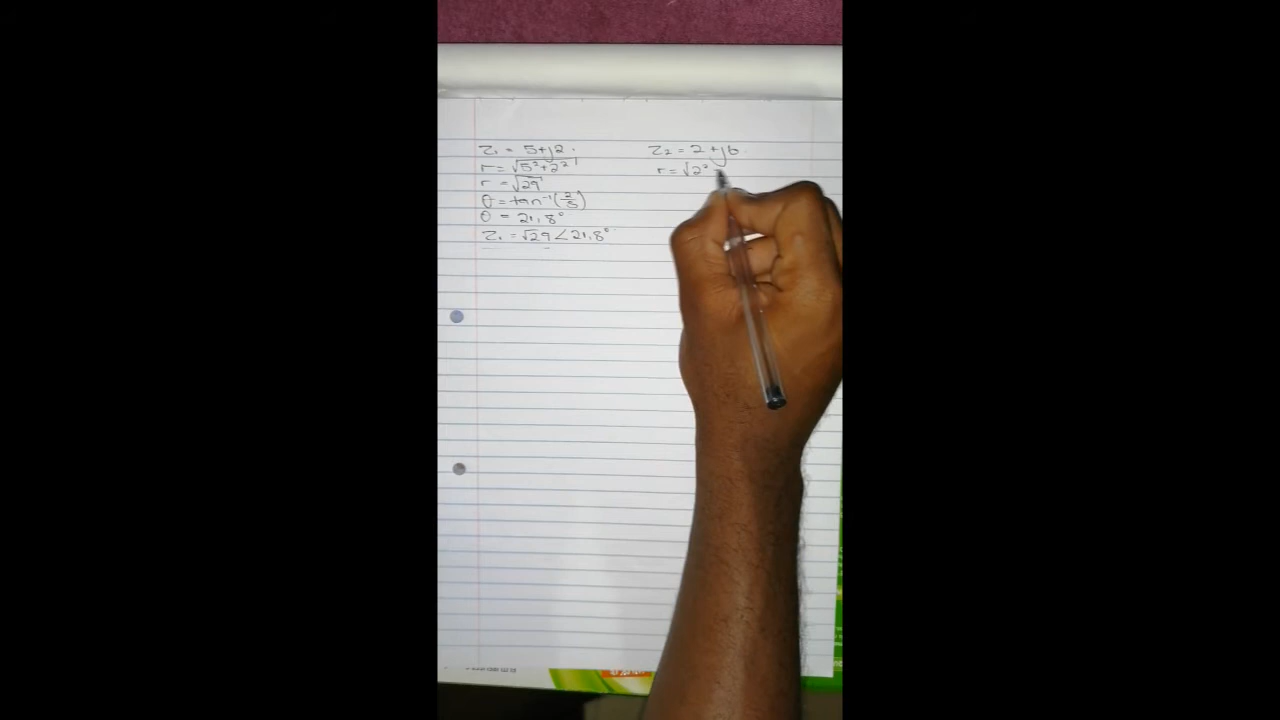 Z₁ = 5+j2.
r = √5²+2²
r = √29
θ = tan⁻¹(2/5)
θ = 21,8°
Z₁ = √29∠21,8°
Z₂ = 2+j6
r = √2²